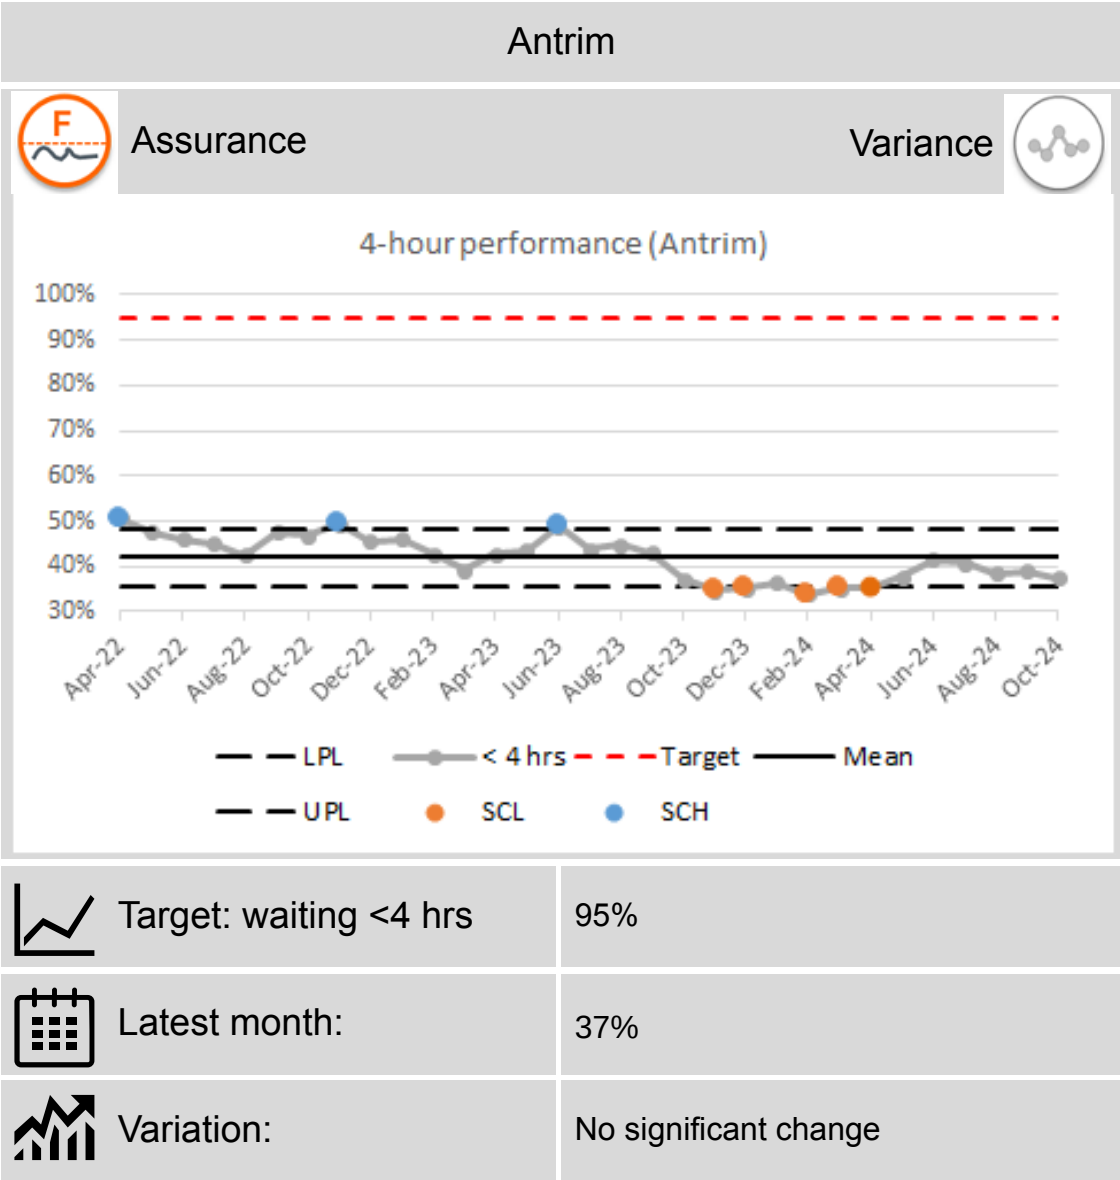 Antrim
F
Assurance
Variance
4-hour performance (Antrim)
100%
90%
80%
70%
60%
50%
40%
30%
Apr-22
Jun-22
Aug-22
Oct-22
Dec-22
Feb-23
Apr-23
Jun-23
Aug-23
Oct-23
Dec-23
Feb-24
Apr-24
Jun-24
Aug-24
Oct-24
LPL < 4 hrs Target Mean
UPL SCL SCH
Target: waiting <4 hrs 95%
Latest month: 37%
Variation: No significant change